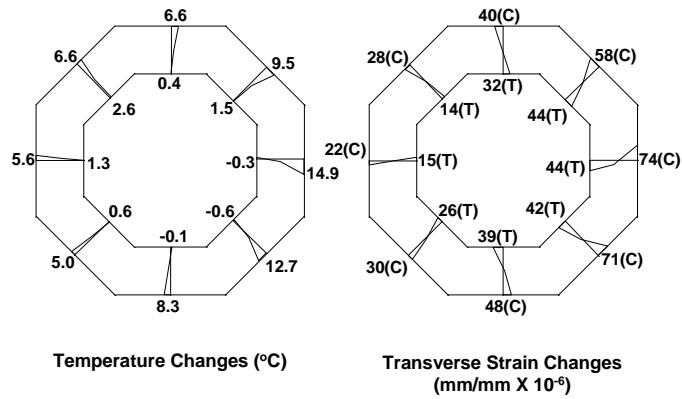 6.6
6.6
9.5
0.4
2.6
1.5
5.6
1.3
-0.3
14.9
0.6
-0.6
-0.1
5.0
12.7
8.3
Temperature Changes (ºC)
40(C)
28(C)
58(C)
32(T)
14(T)
44(T)
22(C)
15(T)
44(T)
74(C)
26(T)
42(T)
39(T)
30(C)
71(C)
48(C)
Transverse Strain Changes
(mm/mm X 10⁻⁶)